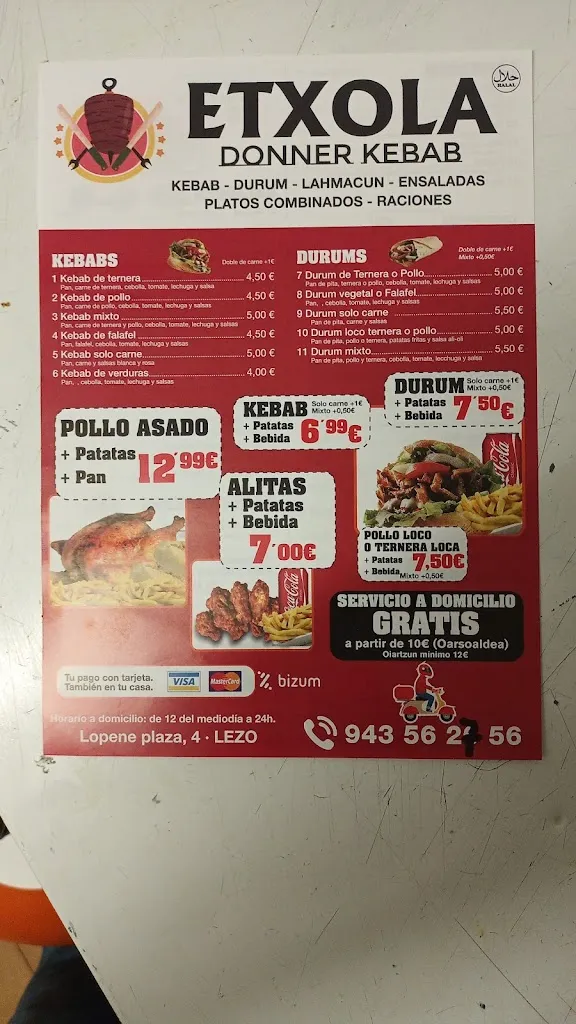 ETXOLA
حلال
HALAL
DONNER KEBAB
KEBAB - DURUM - LAHMACUN - ENSALADAS
PLATOS COMBINADOS - RACIONES
KEBABS
Doble de carne +1€
1 Kebab de ternera 4,50 €
Pan, carne de ternera, cebolla, tomate, lechuga y salsa
2 Kebab de pollo 4,50 €
Pan, carne de pollo, cebolla, tomate, lechuga y salsas
3 Kebab mixto 5,00 €
Pan, carne de ternera y pollo, cebolla, tomate, lechuga y salsas
4 Kebab de falafel 4,50 €
Pan, falafel, cebolla, tomate, lechuga y salsas
5 Kebab solo carne 5,00 €
Pan, carne y salsas blanca y rosa
6 Kebab de verduras 4,00 €
Pan, , cebolla, tomate, lechuga y salsas
DURUMS
Doble de carne +1€
Mixto +0,50€
7 Durum de Ternera o Pollo 5,00 €
Pan de pita, ternera o pollo, cebolla, tomate, lechuga y salsas
8 Durum vegetal o Falafel 5,00 €
Pan, , cebolla, tomate, lechuga y salsas
9 Durum solo carne 5,50 €
Pan de pita, carne y salsas
10 Durum loco ternera o pollo 5,00 €
Pan de pita, pollo o ternera, patatas fritas y salsa ali-oli
11 Durum mixto 5,50 €
Pan de pita, pollo y ternera, cebolla, tomate, lecchuga y salsas
POLLO ASADO
+ Patatas
+ Pan
12'99€
KEBAB
Solo carne +1€
Mixto +0,50€
+ Patatas
+ Bebida
6'99€
DURUM
Solo carne +1€
Mixto +0,50€
+ Patatas
+ Bebida
7'50€
ALITAS
+ Patatas
+ Bebida
7'00€
Coca-Cola
POLLO LOCO
O TERNERA LOCA
+ Patatas
+ Bebida
7,50€
Mixto +0,50€
SERVICIO A DOMICILIO
GRATIS
a partir de 10€ (Oarsoaldea)
Oiartzun mínimo 12€
Tu pago con tarjeta.
También en tu casa.
VISA
MasterCard
bizum
Horario a domicilio: de 12 del mediodía a 24h.
Lopene plaza, 4 · LEZO
943 56 27 56